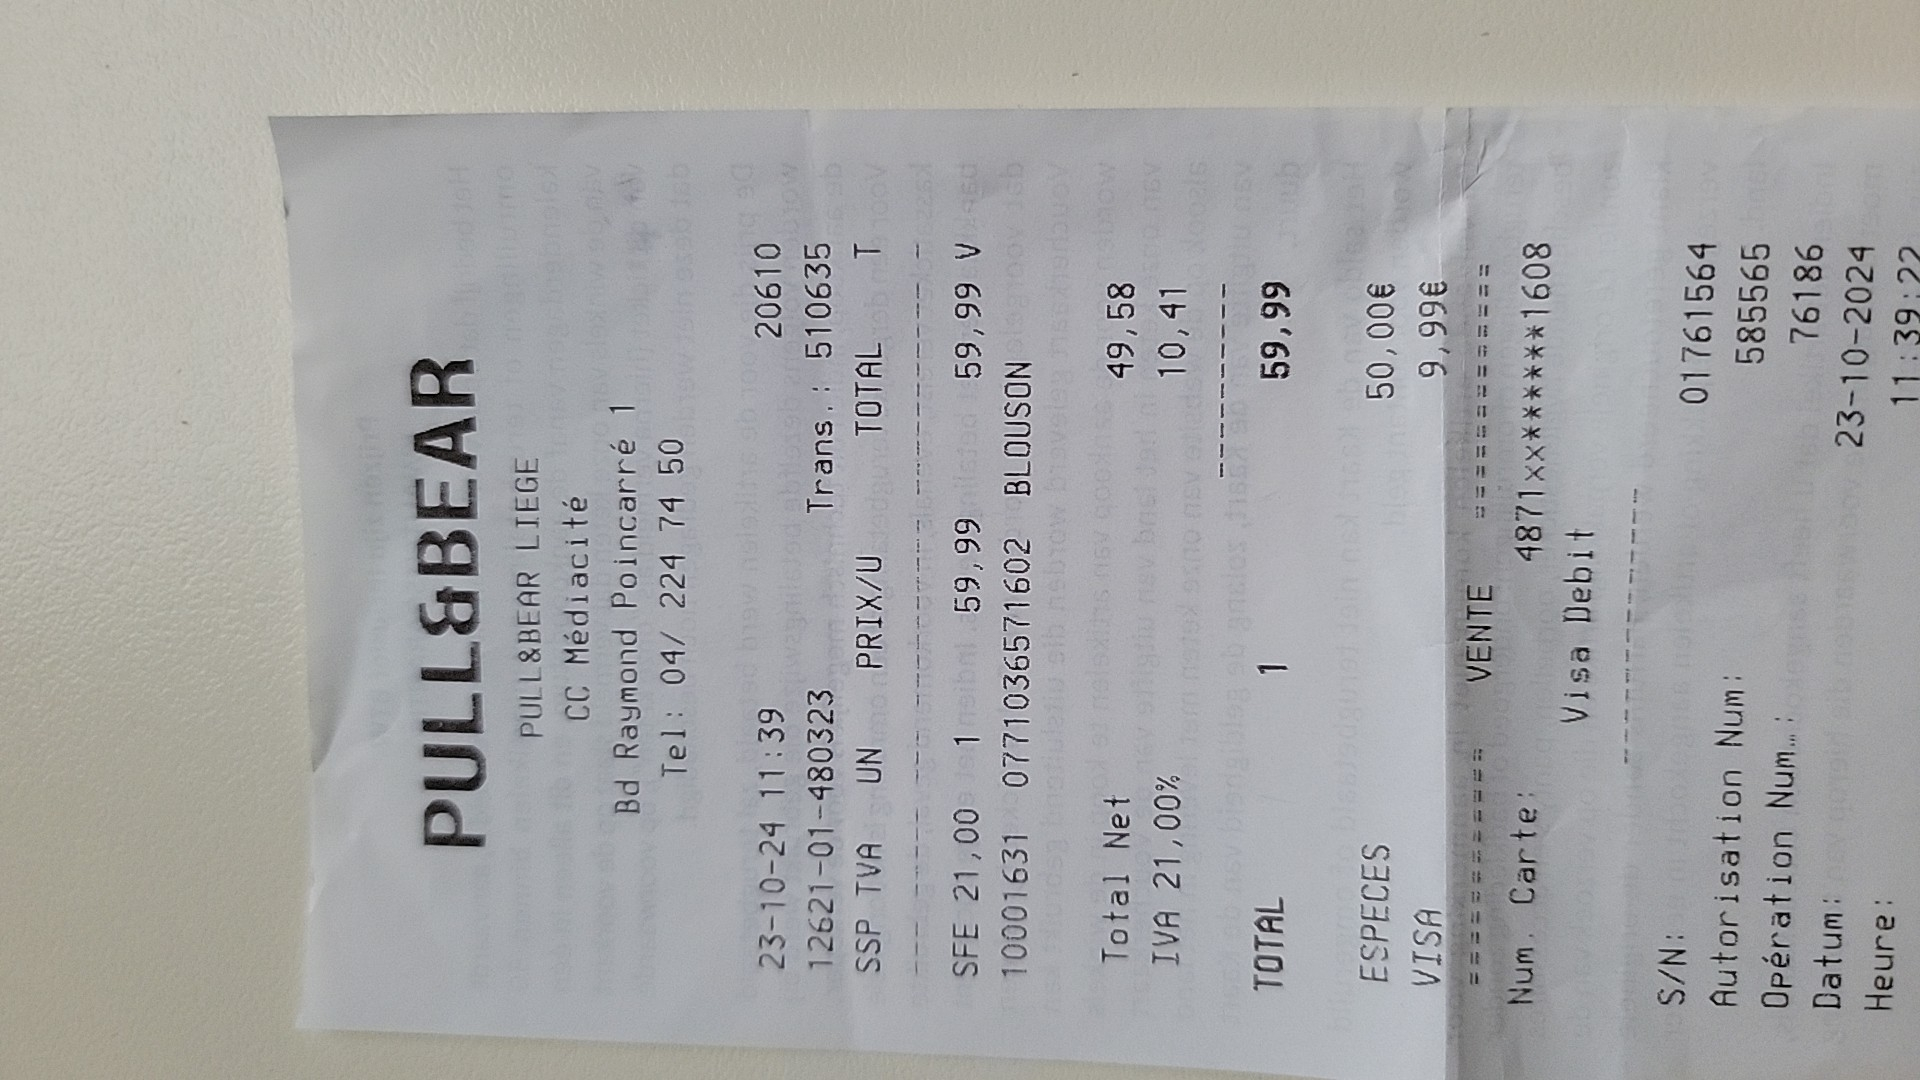 PULL&BEAR
PULL&BEAR LIEGE
CC Médiacité
Bd Raymond Poincarré 1
Tel: 04/ 224 74 50
23-10-24 11:39 20610
12621-01-480323 Trans.: 510635
SSP TVA UN PRIX/U TOTAL T
SFE 21,00 1 59,99 59,99 V
10001631 07710365716​02 BLOUSON
Total Net 49,58
IVA 21,00% 10,41
TOTAL 1 59,99
ESPECES 50,00€
VISA 9,99€
=========== VENTE ===========
Num. Carte: 4871xx******1608
Visa Debit
S/N: 01761564
Autorisation Num: 585565
Opération Num.: 76186
Datum: 23-10-2024
Heure: 11:39:22